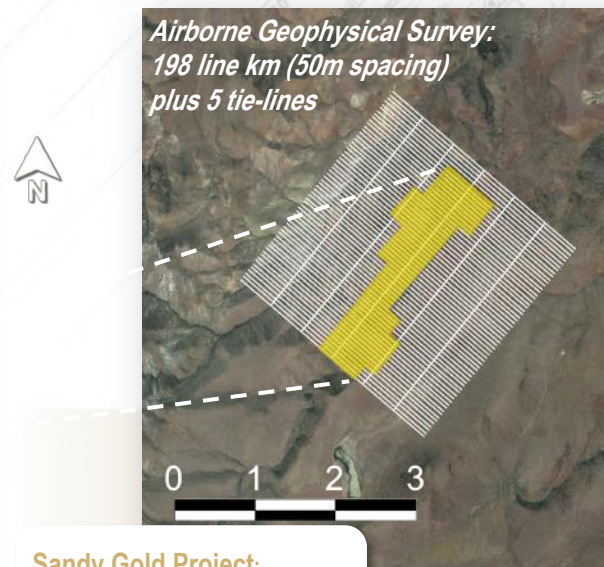 Airborne Geophysical Survey:
198 line km (50m spacing)
plus 5 tie-lines
N
0 1 2 3
Sandy Gold Project: